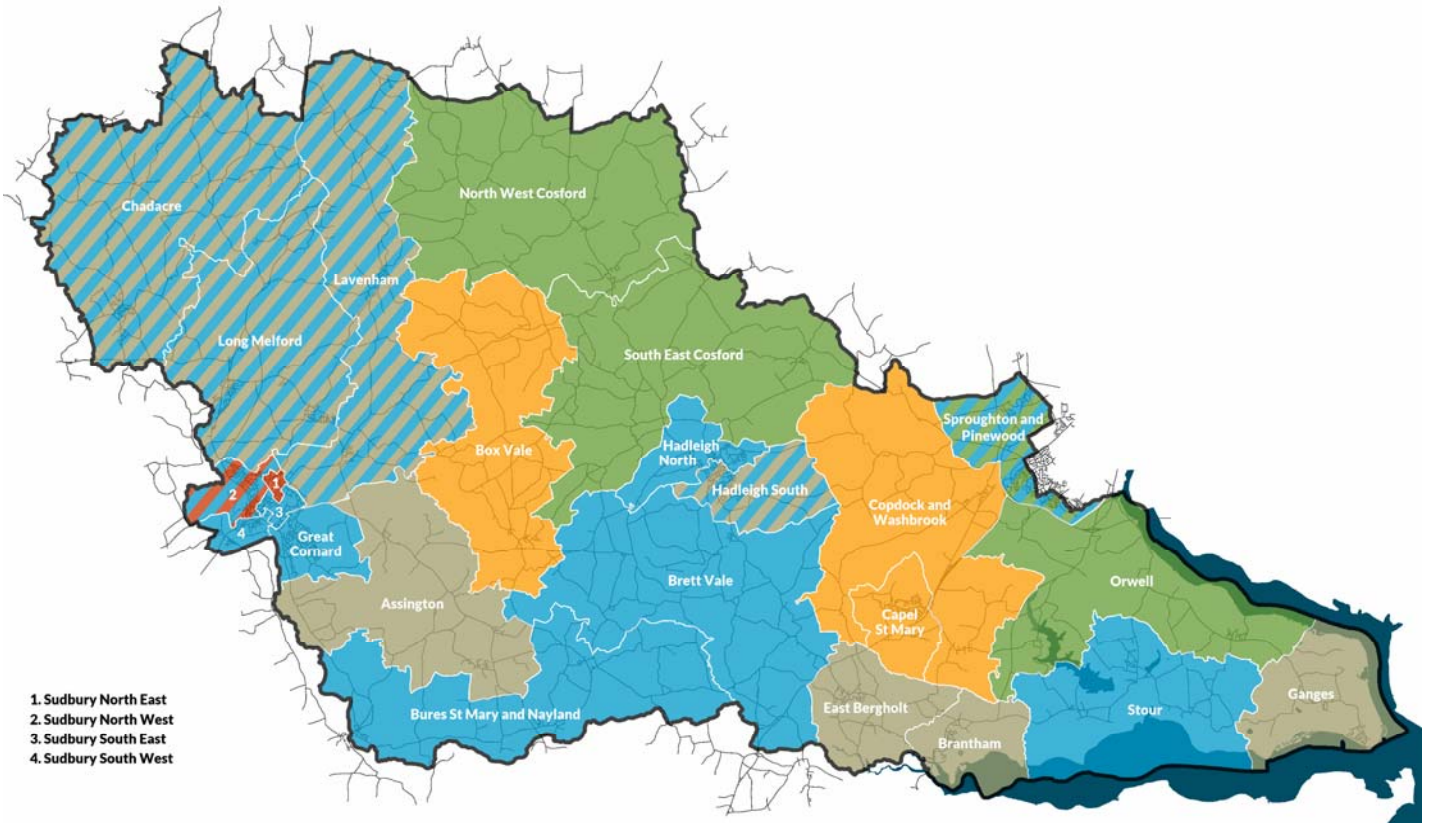 Chadacre
North West Cosford
Lavenham
Long Melford
South East Cosford
Sproughton and
Pinewood
Box Vale
Hadleigh
North
Hadleigh South
1
2
3
4
Copdock and
Washbrook
Great
Cornard
Brett Vale
Orwell
Assington
Capel
St Mary
Ganges
East Bergholt
Stour
Bures St Mary and Nayland
Brantham
1. Sudbury North East
2. Sudbury North West
3. Sudbury South East
4. Sudbury South West